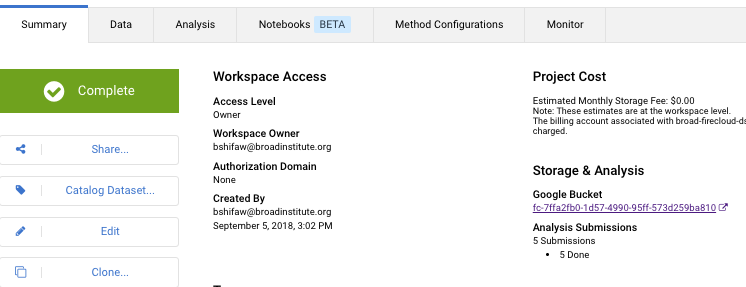 Summary
Data
Analysis
Notebooks BETA
Method Configurations
Monitor
Complete
Share...
Catalog Dataset...
Edit
Clone...
Workspace Access
Access Level
Owner
Workspace Owner
bshifaw@broadinstitute.org
Authorization Domain
None
Created By
bshifaw@broadinstitute.org
September 5, 2018, 3:02 PM
Project Cost
Estimated Monthly Storage Fee: $0.00
Note: These estimates are at the workspace level.
The billing account associated with broad-firecloud-ds
charged.
Storage & Analysis
Google Bucket
fc-7ffa2fb0-1d57-4990-95ff-573d259ba810
Analysis Submissions
5 Submissions
• 5 Done